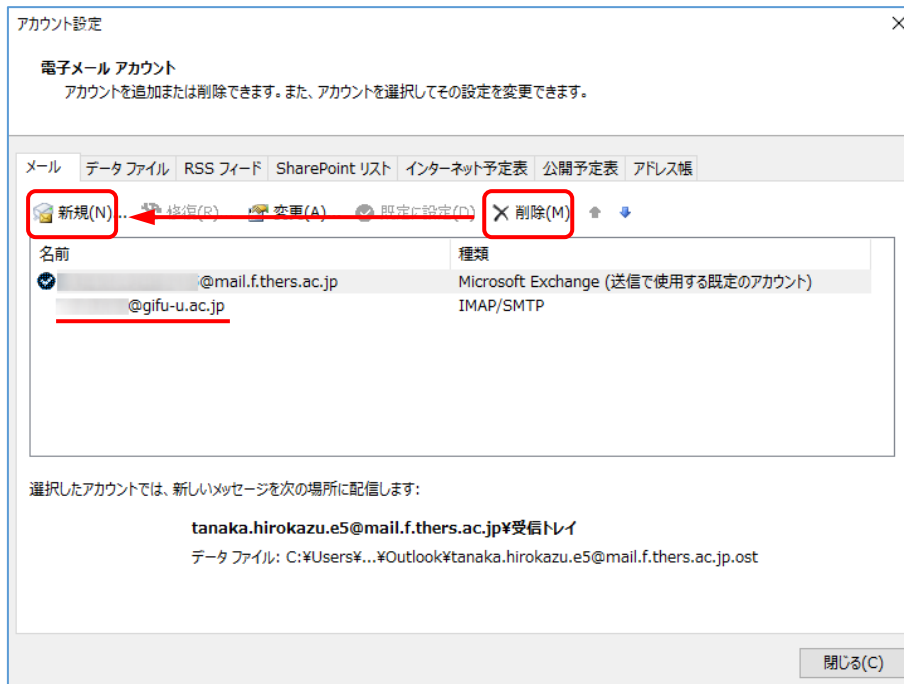 アカウント設定
電子メール アカウント
アカウントを追加または削除できます。また、アカウントを選択してその設定を変更できます。
メール データ ファイル RSS フィード SharePoint リスト インターネット予定表 公開予定表 アドレス帳
新規(N)... 修復(R)... 変更(A)... 既定に設定(D) 削除(M)
名前 種類
@mail.f.thers.ac.jp Microsoft Exchange (送信で使用する既定のアカウント)
@gifu-u.ac.jp IMAP/SMTP
選択したアカウントでは、新しいメッセージを次の場所に配信します:
tanaka.hirokazu.e5@mail.f.thers.ac.jp¥受信トレイ
データ ファイル: C:¥Users¥...¥Outlook¥tanaka.hirokazu.e5@mail.f.thers.ac.jp.ost
閉じる(C)